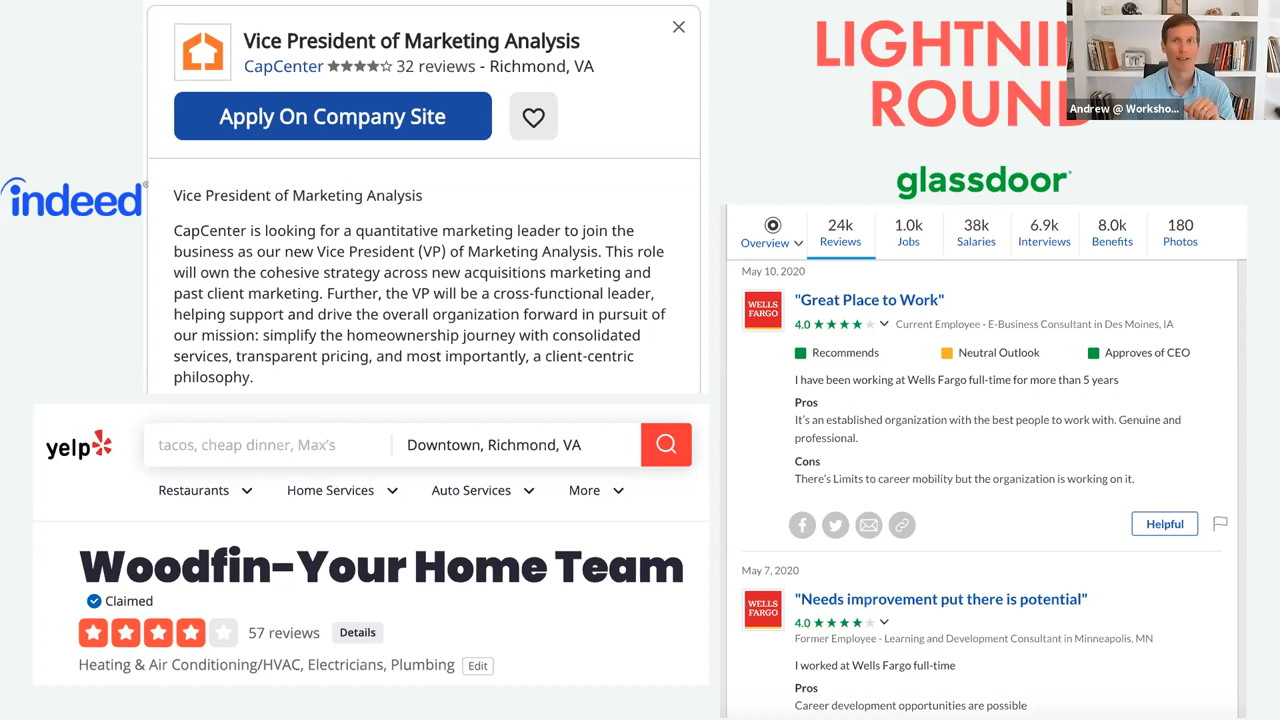 Vice President of Marketing Analysis
CapCenter ★★★★☆ 32 reviews - Richmond, VA
Apply On Company Site
Vice President of Marketing Analysis
CapCenter is looking for a quantitative marketing leader to join the
business as our new Vice President (VP) of Marketing Analysis. This role
will own the cohesive strategy across new acquisitions marketing and
past client marketing. Further, the VP will be a cross-functional leader,
helping support and drive the overall organization forward in pursuit of
our mission: simplify the homeownership journey with consolidated
services, transparent pricing, and most importantly, a client-centric
philosophy.
indeed®
yelp
tacos, cheap dinner, Max's
Downtown, Richmond, VA
Restaurants
Home Services
Auto Services
More
Woodfin-Your Home Team
Claimed
57 reviews
Details
Heating & Air Conditioning/HVAC, Electricians, Plumbing
Edit
ROUND
Andrew @ Worksho...
glassdoor
Overview
24k
Reviews
1.0k
Jobs
38k
Salaries
6.9k
Interviews
8.0k
Benefits
180
Photos
May 10, 2020
WELLS
FARGO
"Great Place to Work"
4.0 ★★★★★ Current Employee - E-Business Consultant in Des Moines, IA
Recommends
Neutral Outlook
Approves of CEO
I have been working at Wells Fargo full-time for more than 5 years
Pros
It's an established organization with the best people to work with. Genuine and
professional.
Cons
There's Limits to career mobility but the organization is working on it.
Helpful
May 7, 2020
WELLS
FARGO
"Needs improvement put there is potential"
4.0 ★★★★★
Former Employee - Learning and Development Consultant in Minneapolis, MN
I worked at Wells Fargo full-time
Pros
Career development opportunities are possible